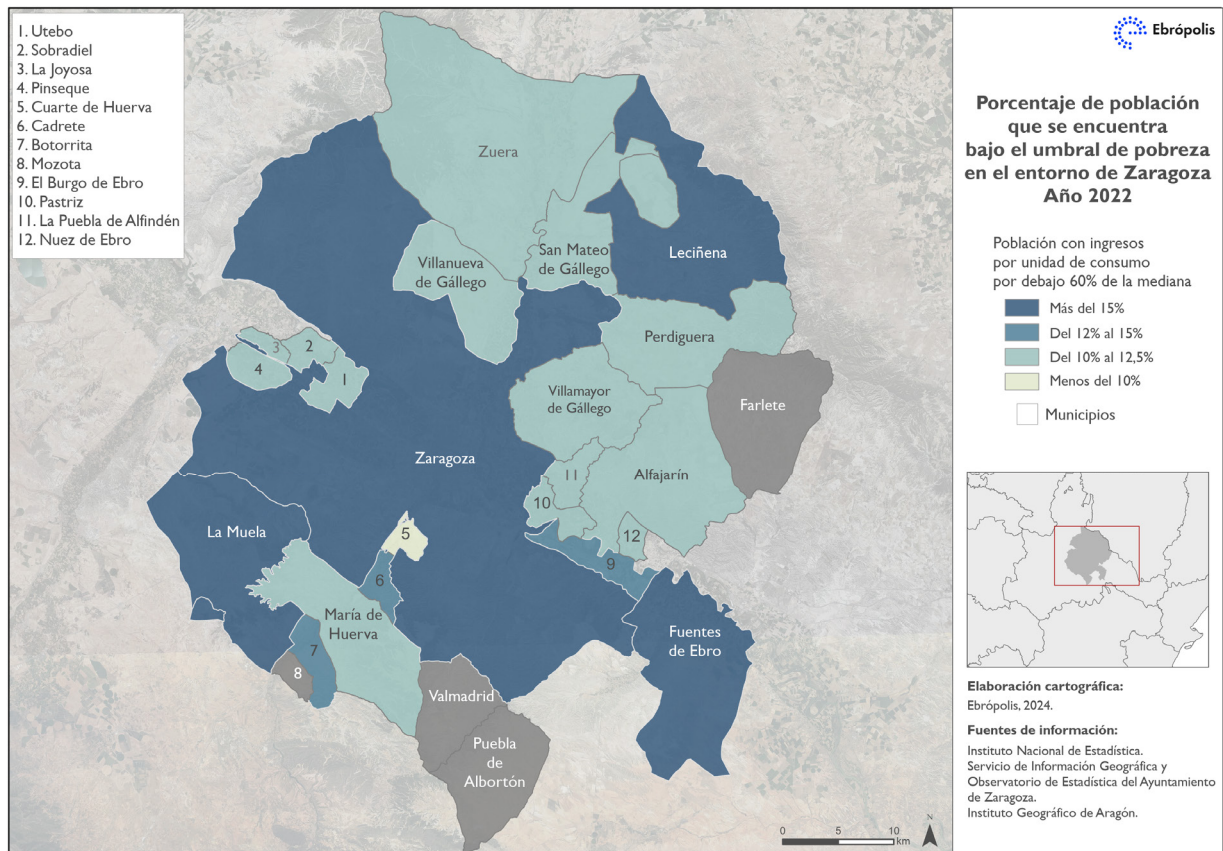 1. Utebo
2. Sobradiel
3. La Joyosa
4. Pinseque
5. Cuarte de Huerva
6. Cadrete
7. Botorrita
8. Mozota
9. El Burgo de Ebro
10. Pastriz
11. La Puebla de Alfindén
12. Nuez de Ebro
Zuera
Villanueva
de Gállego
San Mateo
de Gállego
Leciñena
Perdiguera
3
2
4
1
Villamayor
de Gállego
Farlete
Zaragoza
11
Alfajarín
10
La Muela
5
12
9
6
María de
Huerva
Fuentes
de Ebro
7
8
Valmadrid
Puebla
de
Albortón
0
5
10
km
N
Ebrópolis
Porcentaje de población
que se encuentra
bajo el umbral de pobreza
en el entorno de Zaragoza
Año 2022
Población con ingresos
por unidad de consumo
por debajo 60% de la mediana
Más del 15%
Del 12% al 15%
Del 10% al 12,5%
Menos del 10%
Municipios
Elaboración cartográfica:
Ebrópolis, 2024.
Fuentes de información:
Instituto Nacional de Estadística.
Servicio de Información Geográfica y
Observatorio de Estadística del Ayuntamiento
de Zaragoza.
Instituto Geográfico de Aragón.